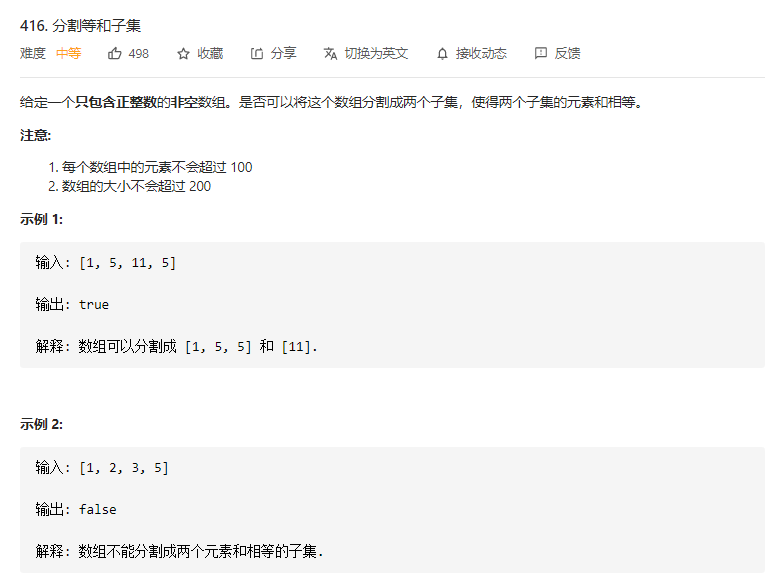 416. 分割等和子集
难度 中等 498 收藏 分享 切换为英文 接收动态 反馈
给定一个只包含正整数的非空数组。是否可以将这个数组分割成两个子集，使得两个子集的元素和相等。
注意:
1. 每个数组中的元素不会超过 100
2. 数组的大小不会超过 200
示例 1:
输入: [1, 5, 11, 5]
输出: true
解释: 数组可以分割成 [1, 5, 5] 和 [11].
示例 2:
输入: [1, 2, 3, 5]
输出: false
解释: 数组不能分割成两个元素和相等的子集.